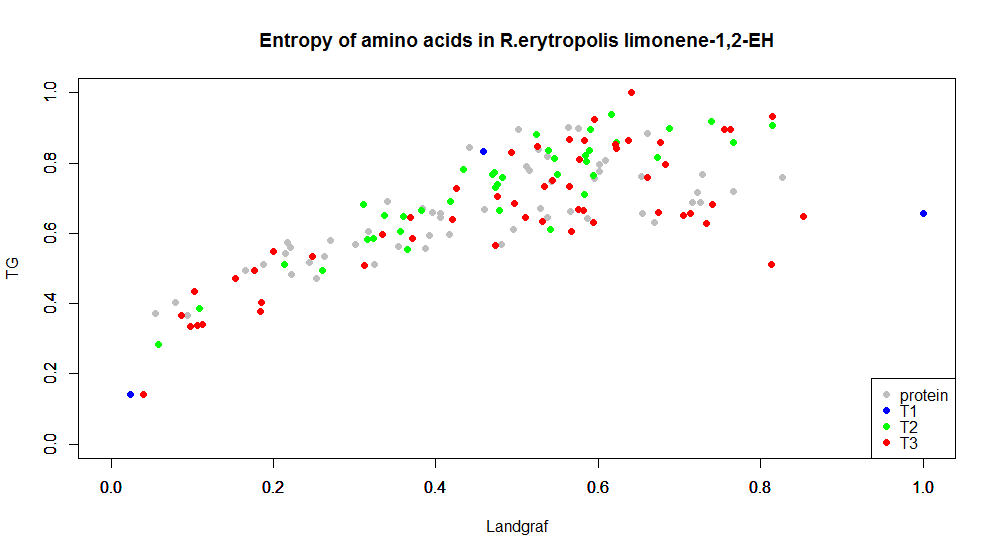 Entropy of amino acids in R.erytropolis limonene-1,2-EH
TG
1.0
0.8
0.6
0.4
0.2
0.0
protein
T1
T2
T3
0.0 0.2 0.4 0.6 0.8 1.0
Landgraf